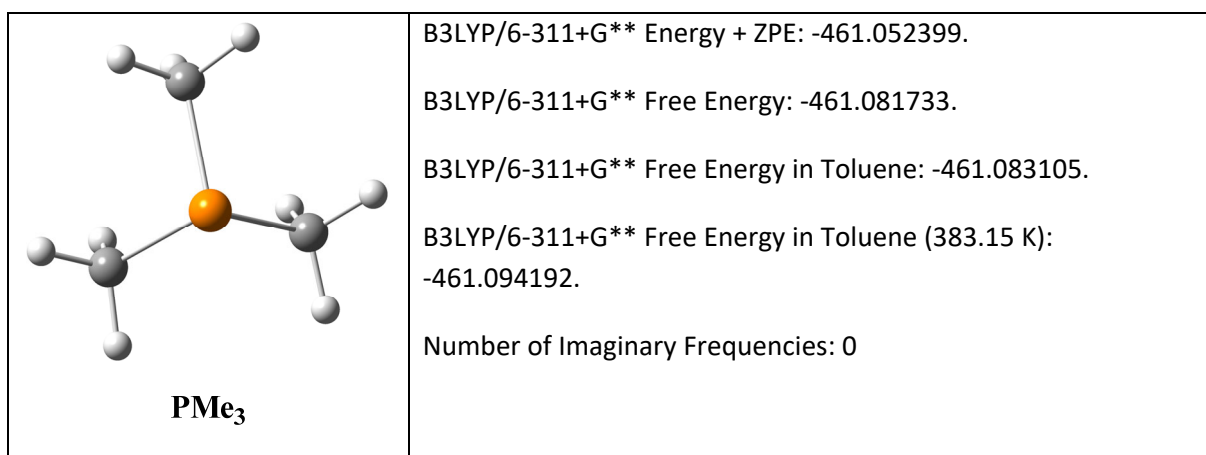 B3LYP/6-311+G** Energy + ZPE: -461.052399.
B3LYP/6-311+G** Free Energy: -461.081733.
B3LYP/6-311+G** Free Energy in Toluene: -461.083105.
B3LYP/6-311+G** Free Energy in Toluene (383.15 K):
-461.094192.
Number of Imaginary Frequencies: 0
PMe₃